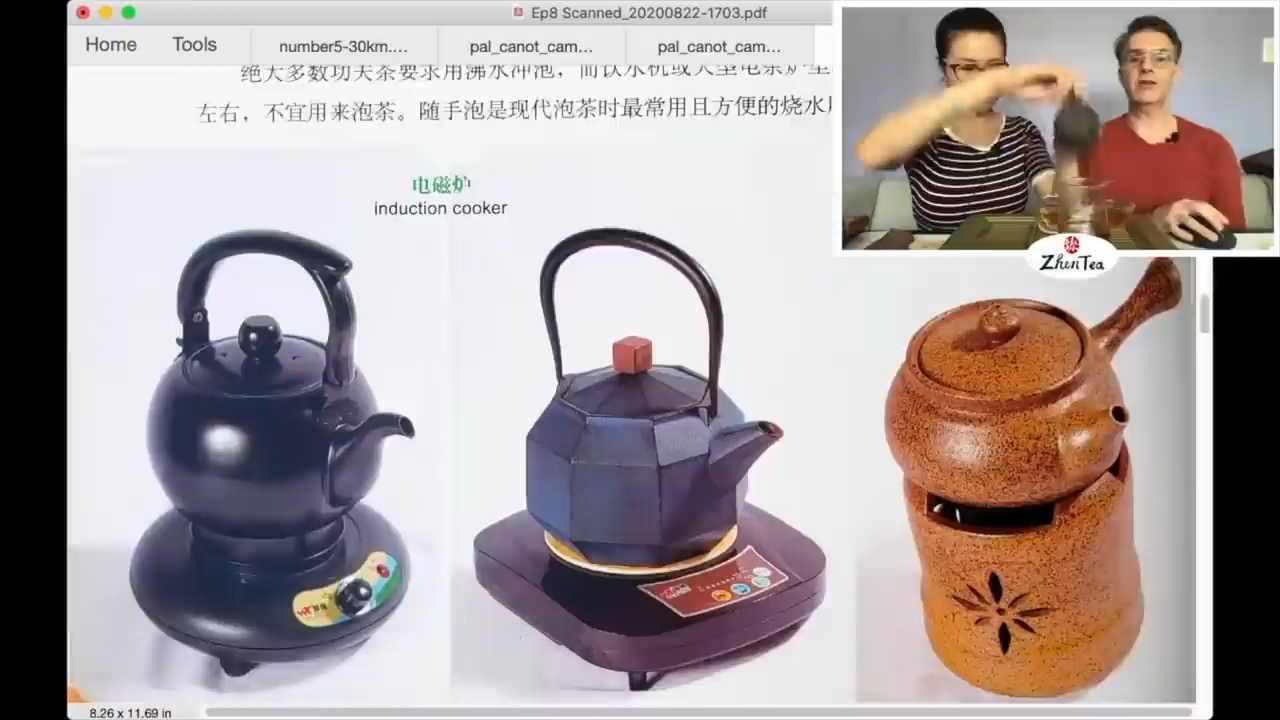 Ep8 Scanned_20200822-1703.pdf
Home
Tools
number5-30km....
pal_canot_cam...
pal_canot_cam...
绝大多数功夫茶要求用沸水冲泡，而饮水机或大型电茶炉
左右，不宜用来泡茶。随手泡是现代泡茶时最常用且方便的烧水
电磁炉
induction cooker
ZhenTea
8.26 x 11.69 in